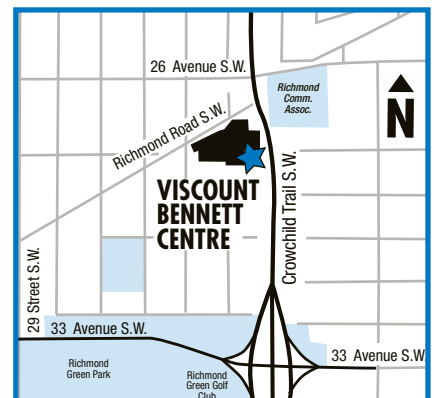 26 Avenue S.W.
Richmond
Comm.
Assoc.
N
Richmond Road S.W.
VISCOUNT
BENNETT
CENTRE
Crowchild Trail S.W.
29 Street S.W.
33 Avenue S.W.
33 Avenue S.W.
Richmond
Green Park
Richmond
Green Golf
Club